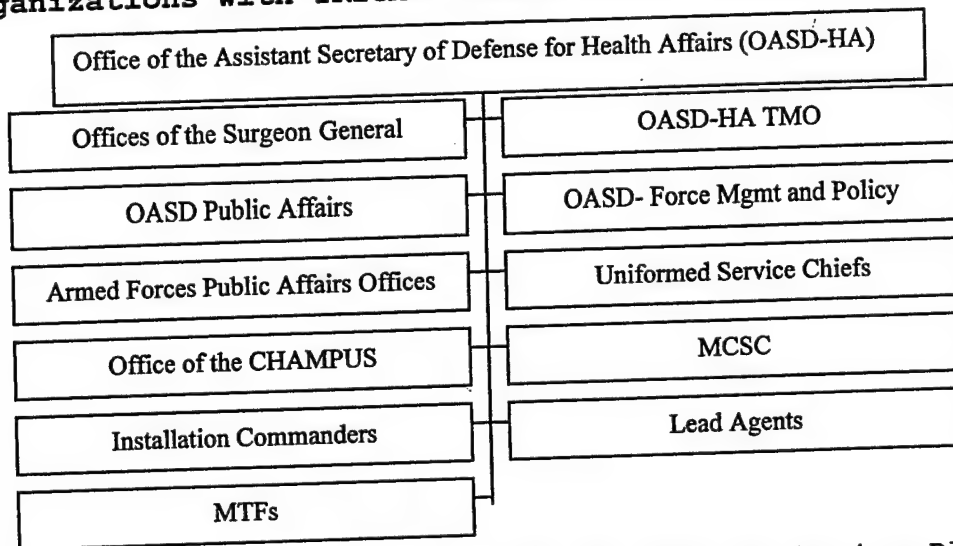 Office of the Assistant Secretary of Defense for Health Affairs (OASD-HA)
Offices of the Surgeon General
OASD-HA TMO
OASD Public Affairs
OASD- Force Mgmt and Policy
Armed Forces Public Affairs Offices
Uniformed Service Chiefs
Office of the CHAMPUS
MCSC
Installation Commanders
Lead Agents
MTFs